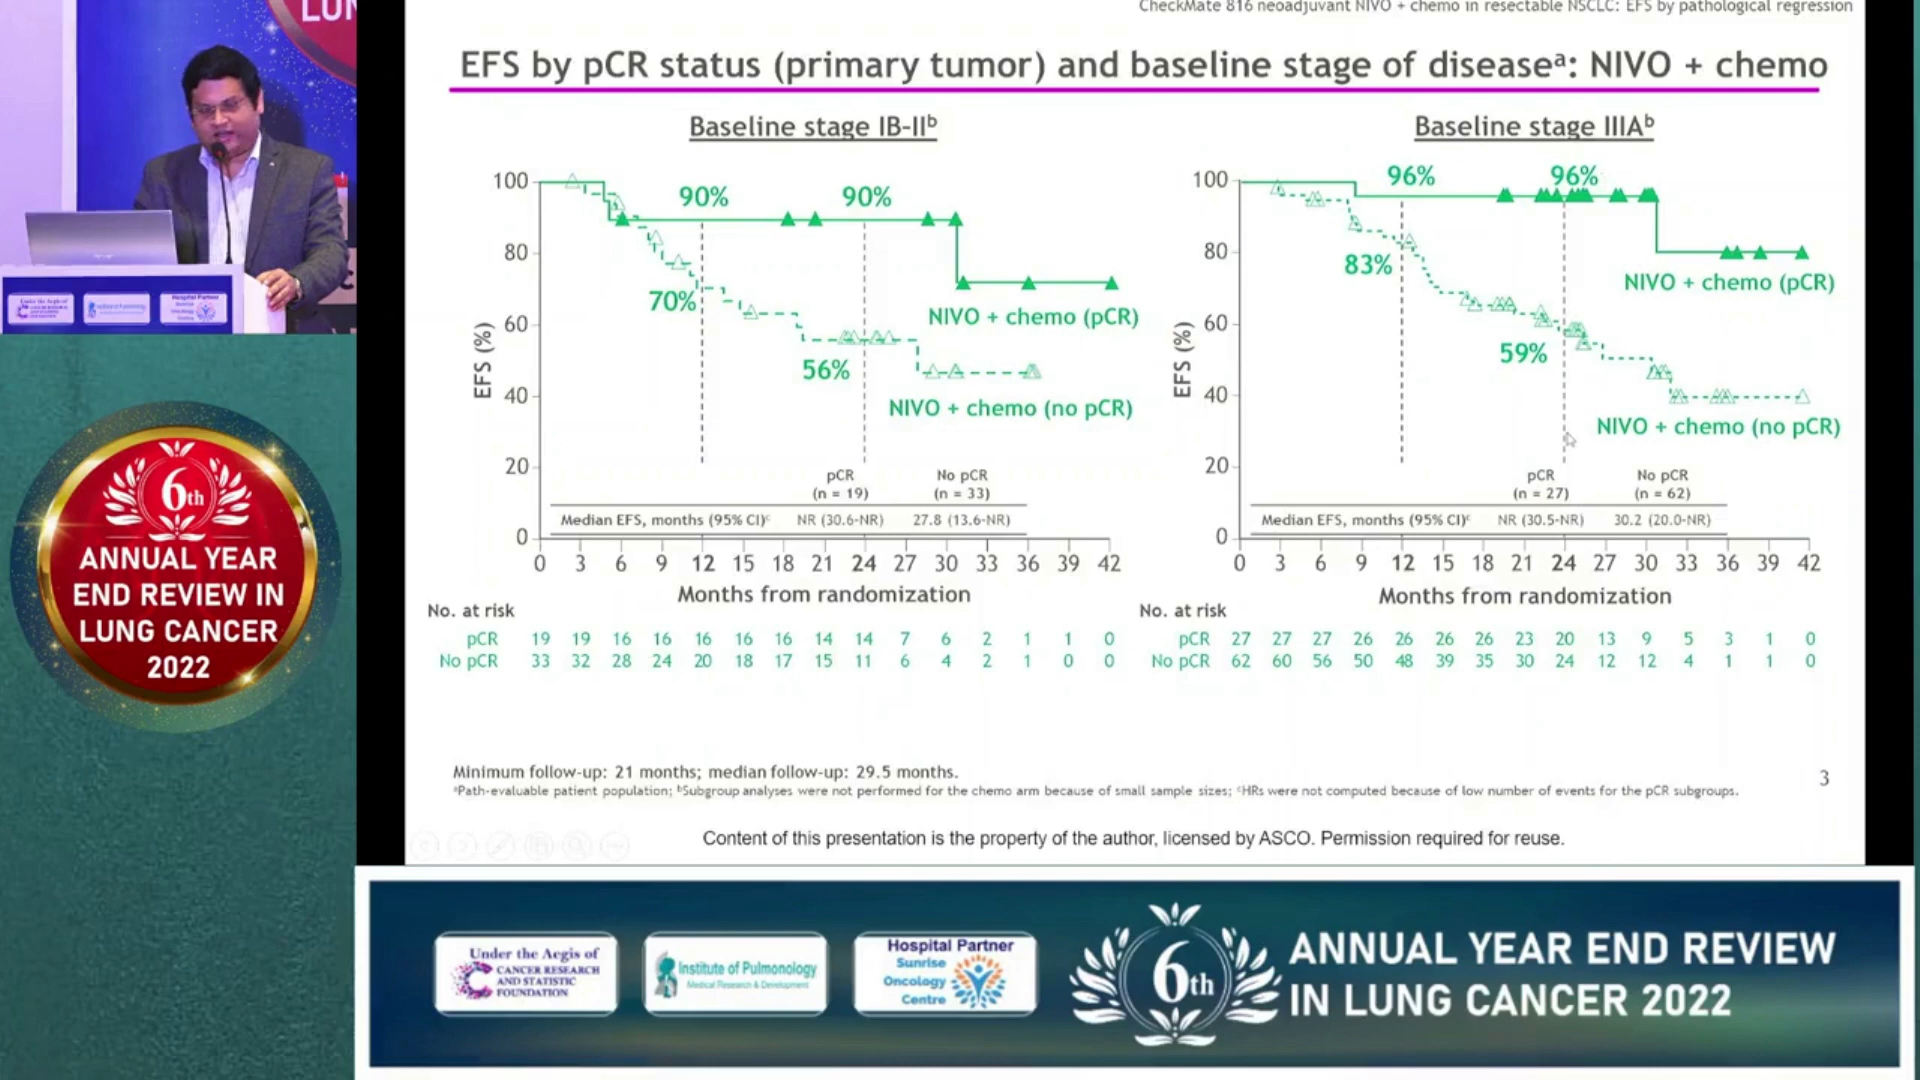 LUN
CheckMate 816 neoadjuvant NIVO + chemo in resectable NSCLC: EFS by pathological regression
EFS by pCR status (primary tumor) and baseline stage of diseaseᵃ: NIVO + chemo
Baseline stage IB-IIᵇ
100
80
60
40
20
0
EFS (%)
90%
90%
70%
56%
NIVO + chemo (pCR)
NIVO + chemo (no pCR)
pCR No pCR
(n = 19) (n = 33)
Median EFS, months (95% CI)ᶜ NR (30.6-NR) 27.8 (13.6-NR)
0 3 6 9 12 15 18 21 24 27 30 33 36 39 42
Months from randomization
No. at risk
pCR 19 19 16 16 16 16 16 14 14 7 6 2 1 1 0
No pCR 33 32 28 24 20 18 17 15 11 6 4 2 1 0 0
Baseline stage IIIAᵇ
100
80
60
40
20
0
EFS (%)
96%
96%
83%
59%
NIVO + chemo (pCR)
NIVO + chemo (no pCR)
pCR No pCR
(n = 27) (n = 62)
Median EFS, months (95% CI)ᶜ NR (30.5-NR) 30.2 (20.0-NR)
0 3 6 9 12 15 18 21 24 27 30 33 36 39 42
Months from randomization
No. at risk
pCR 27 27 27 26 26 26 26 23 20 13 9 5 3 1 0
No pCR 62 60 56 50 48 39 35 30 24 12 12 4 1 1 0
Minimum follow-up: 21 months; median follow-up: 29.5 months.
ᵃPath-evaluable patient population; ᵇSubgroup analyses were not performed for the chemo arm because of small sample sizes; ᶜHRs were not computed because of low number of events for the pCR subgroups.
3
Content of this presentation is the property of the author, licensed by ASCO. Permission required for reuse.
6th
ANNUAL YEAR
END REVIEW IN
LUNG CANCER
2022
Under the Aegis of
CANCER RESEARCH
AND STATISTIC
FOUNDATION
Institute of Pulmonology
Medical Research & Development
Hospital Partner
Sunrise
Oncology
Centre
6th
ANNUAL YEAR END REVIEW
IN LUNG CANCER 2022